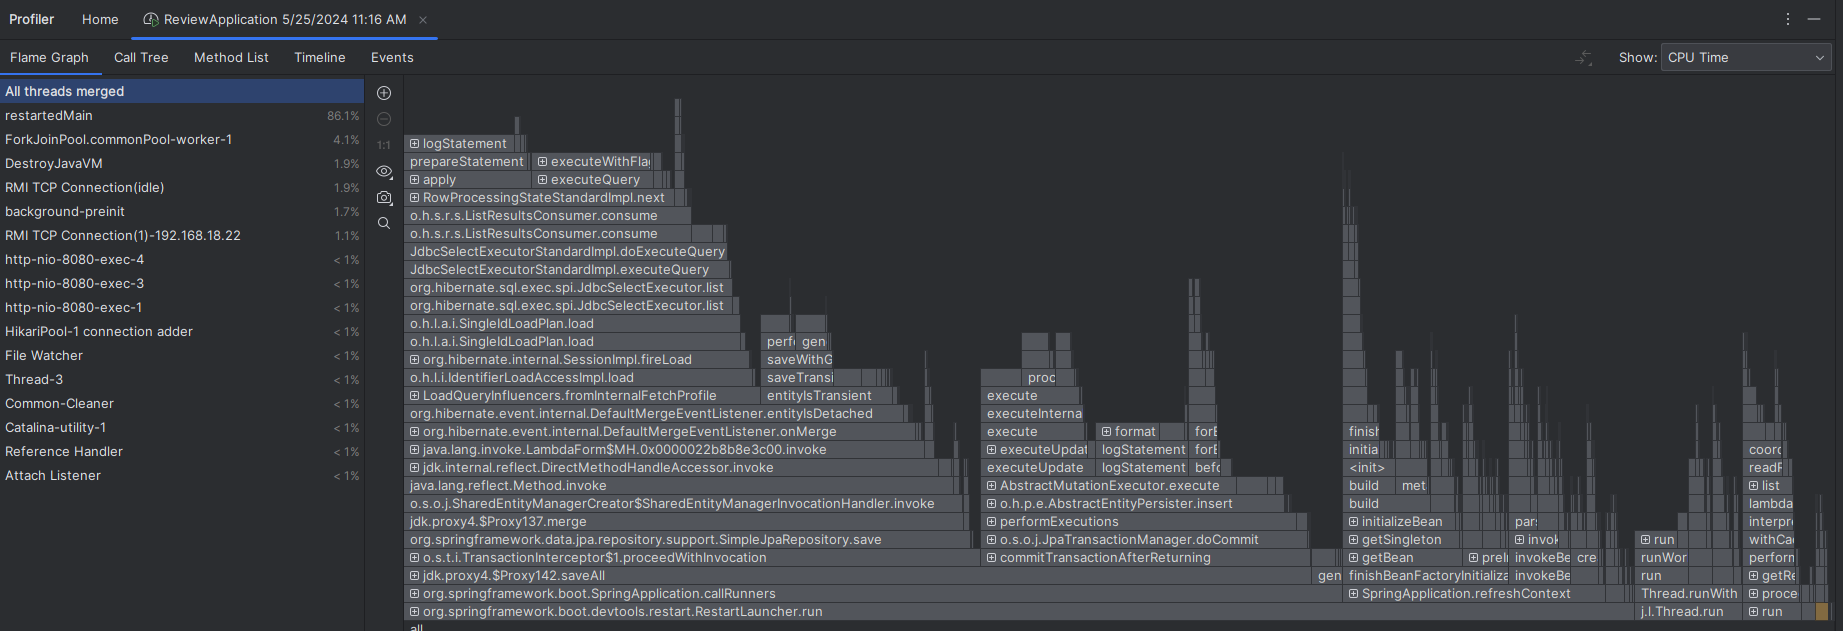 Profiler Home ReviewApplication 5/25/2024 11:16 AM
Flame Graph Call Tree Method List Timeline Events Show: CPU Time
All threads merged
restartedMain 86.1%
ForkJoinPool.commonPool-worker-1 4.1%
DestroyJavaVM 1.9%
RMI TCP Connection(idle) 1.9%
background-preinit 1.7%
RMI TCP Connection(1)-192.168.18.22 1.1%
http-nio-8080-exec-4 < 1%
http-nio-8080-exec-3 < 1%
http-nio-8080-exec-1 < 1%
HikariPool-1 connection adder < 1%
File Watcher < 1%
Thread-3 < 1%
Common-Cleaner < 1%
Catalina-utility-1 < 1%
Reference Handler < 1%
Attach Listener < 1%
1:1
logStatement
prepareStatement executeWithFla
apply executeQuery
RowProcessingStateStandardImpl.next
o.h.s.r.s.ListResultsConsumer.consume
o.h.s.r.s.ListResultsConsumer.consume
JdbcSelectExecutorStandardImpl.doExecuteQuery
JdbcSelectExecutorStandardImpl.executeQuery
org.hibernate.sql.exec.spi.JdbcSelectExecutor.list
org.hibernate.sql.exec.spi.JdbcSelectExecutor.list
o.h.l.a.i.SingleIdLoadPlan.load
o.h.l.a.i.SingleIdLoadPlan.load perf gen
org.hibernate.internal.SessionImpl.fireLoad saveWithG
o.h.l.i.IdentifierLoadAccessImpl.load saveTransi proc
LoadQueryInfluencers.fromInternalFetchProfile entityIsTransient execute
org.hibernate.event.internal.DefaultMergeEventListener.entityIsDetached executeInterna
org.hibernate.event.internal.DefaultMergeEventListener.onMerge execute format forE finish
java.lang.invoke.LambdaForm$MH.0x0000022b8b8e3c00.invoke executeUpdat logStatement forE initia coord
jdk.internal.reflect.DirectMethodHandleAccessor.invoke executeUpdate logStatement befo <init> readF
java.lang.reflect.Method.invoke AbstractMutationExecutor.execute build met list
o.s.o.j.SharedEntityManagerCreator$SharedEntityManagerInvocationHandler.invoke o.h.p.e.AbstractEntityPersister.insert build lambda
jdk.proxy4.$Proxy137.merge performExecutions initializeBean pars interpre
org.springframework.data.jpa.repository.support.SimpleJpaRepository.save o.s.o.j.JpaTransactionManager.doCommit getSingleton invok run withCac
o.s.t.i.TransactionInterceptor$1.proceedWithInvocation commitTransactionAfterReturning getBean preIn invokeBe cre runWor perform
jdk.proxy4.$Proxy142.saveAll gen finishBeanFactoryInitializa invokeBe run getRe
org.springframework.boot.SpringApplication.callRunners SpringApplication.refreshContext Thread.runWith proce
org.springframework.boot.devtools.restart.RestartLauncher.run j.l.Thread.run run
all